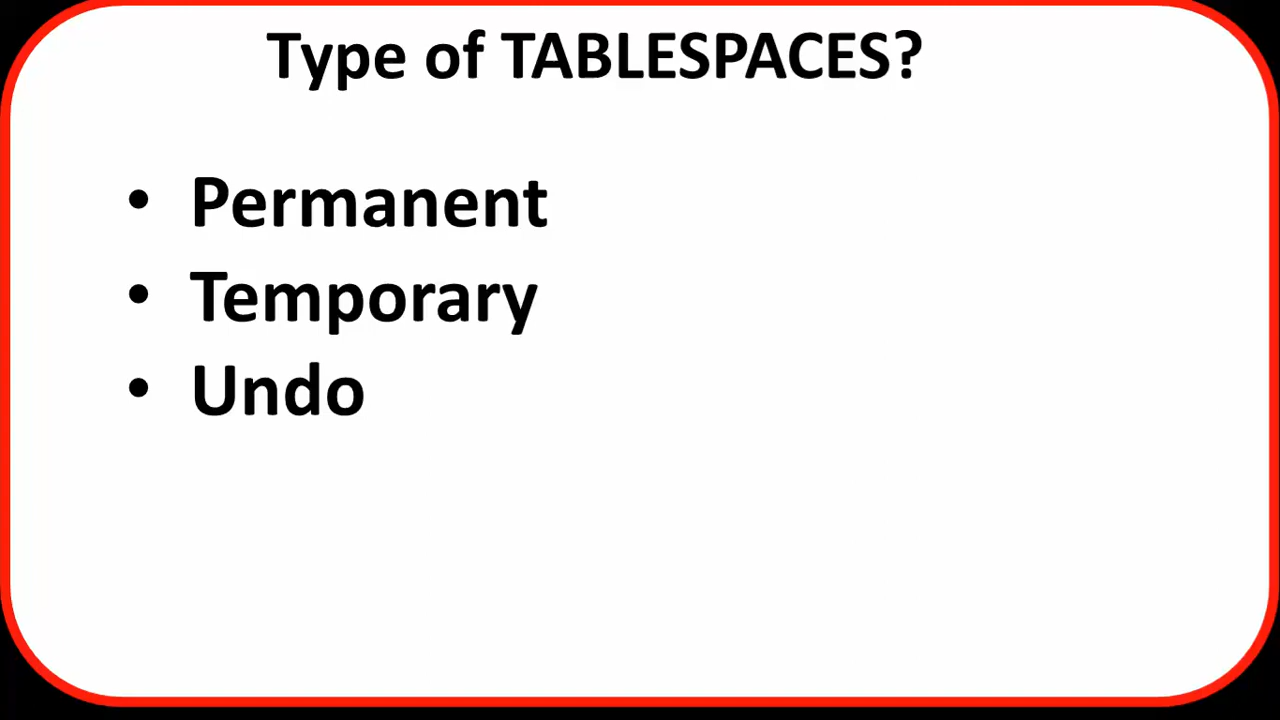 Type of TABLESPACES?
• Permanent
• Temporary
• Undo